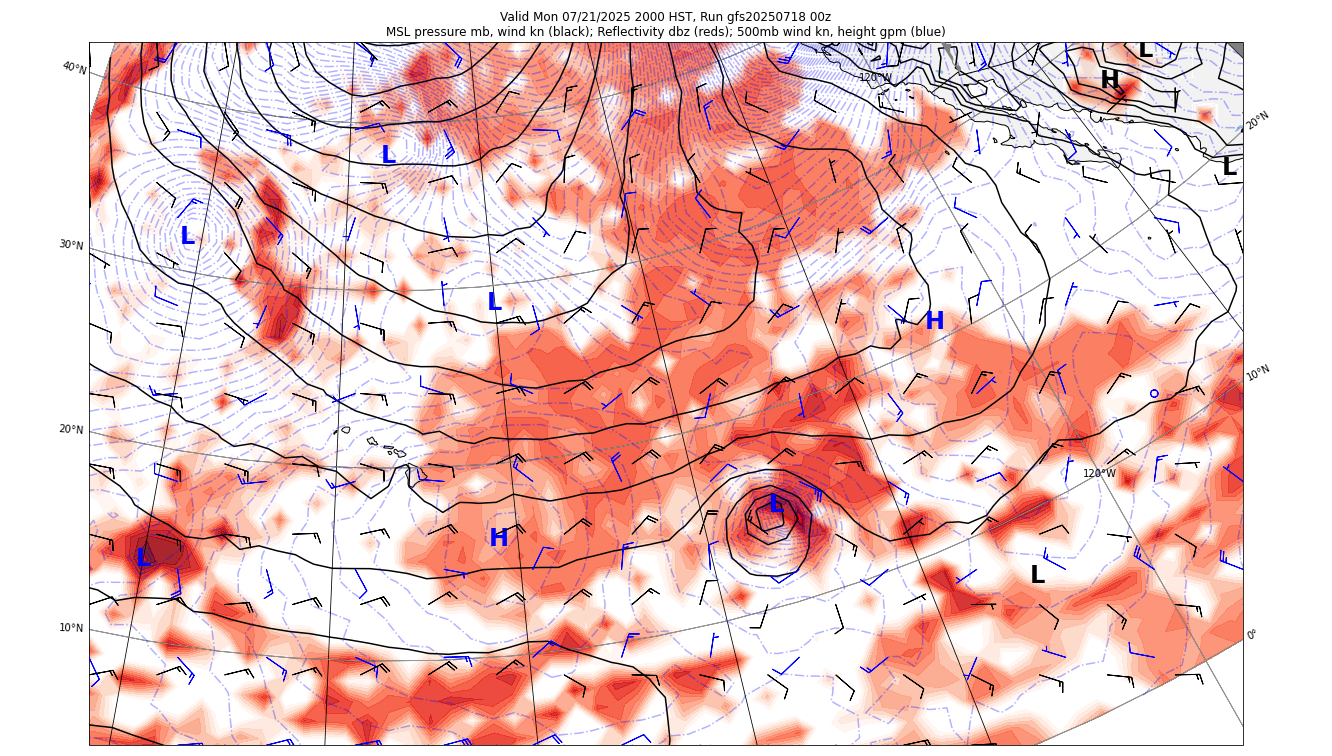 Valid Mon 07/21/2025 2000 HST, Run gfs20250718 00z
MSL pressure mb, wind kn (black); Reflectivity dbz (reds); 500mb wind kn, height gpm (blue)
L
40°N
120°W
H
20°N
L
L
L
30°N
L
H
10°N
20°N
120°W
L
H
L
L
10°N
0°